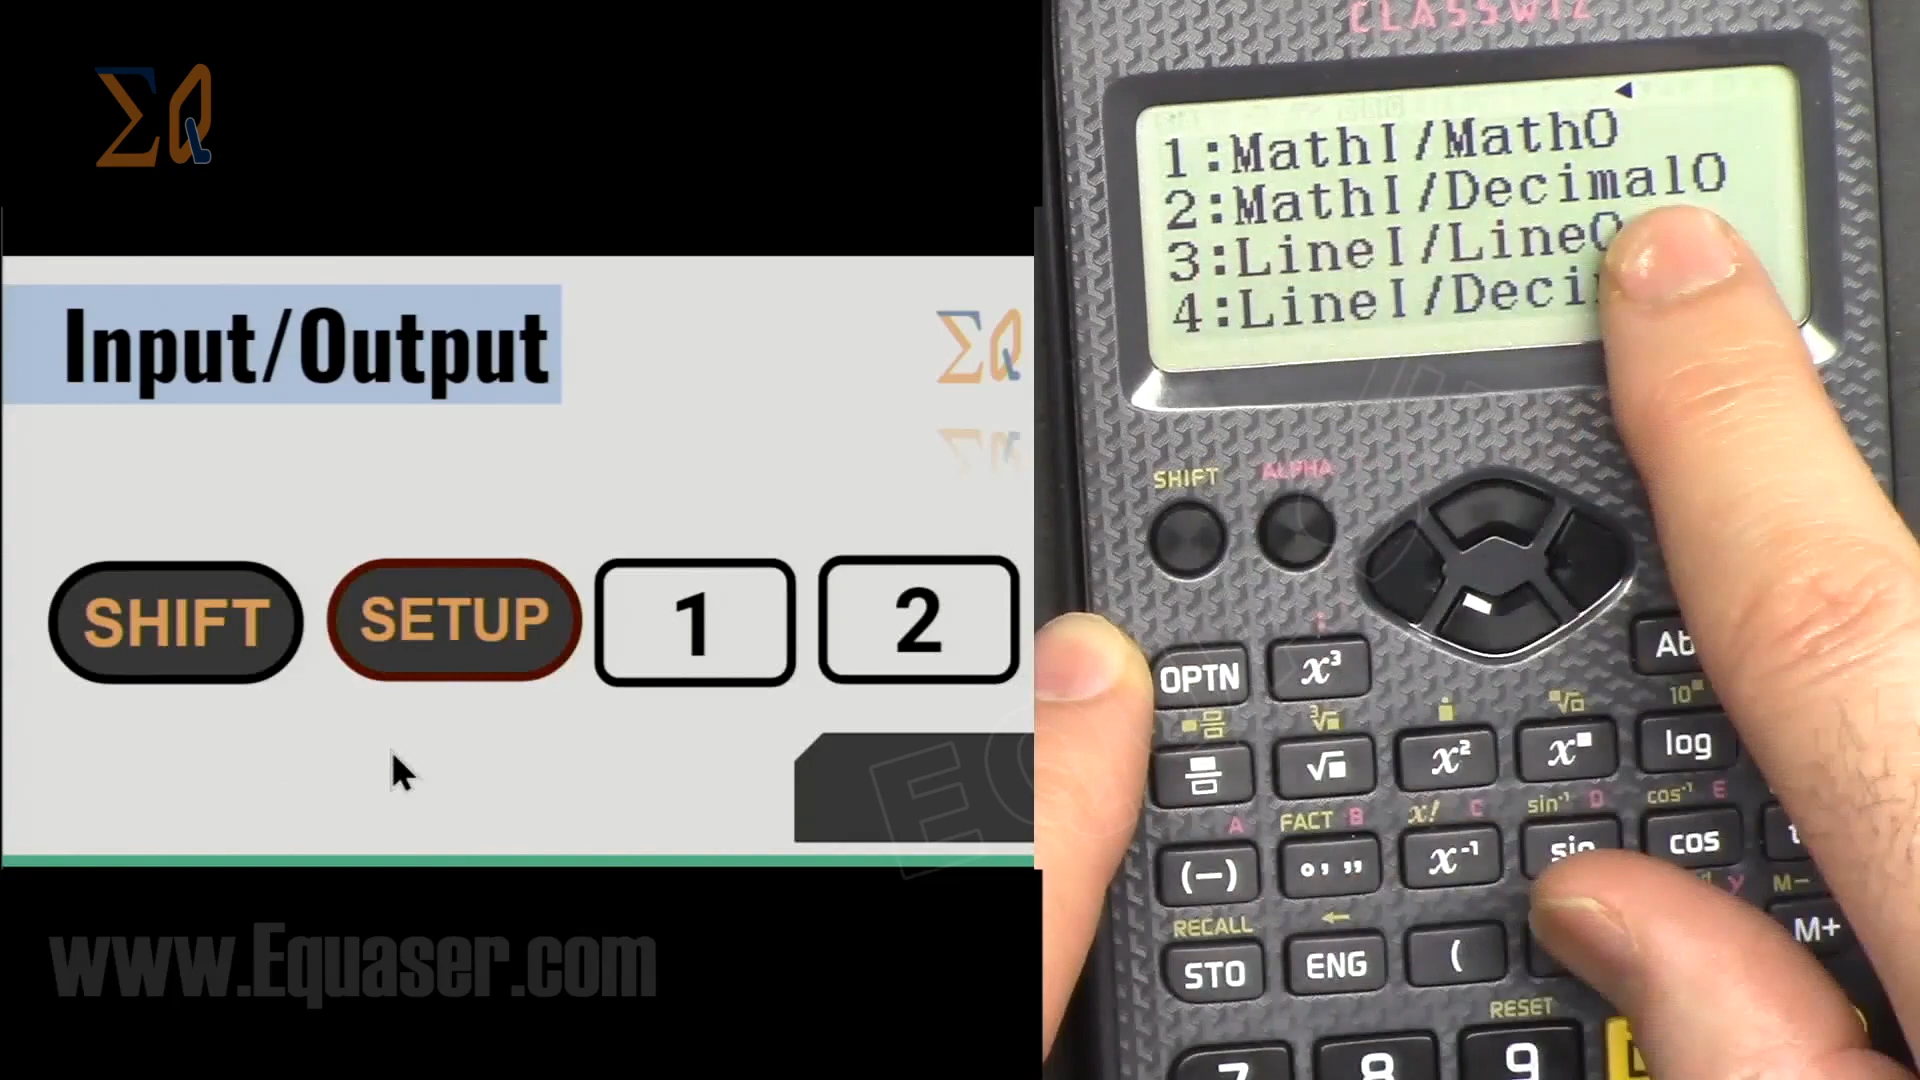 ΣQ
Input/Output
SHIFT SETUP 1 2
www.Equaser.com
CLASSWIZ
1:MathI/MathO
2:MathI/DecimalO
3:LineI/LineO
4:LineI/Deci
SHIFT ALPHA
i
OPTN x³
log
x² x■
FACT B x! C sin⁻¹ D cos⁻¹ E
A
(−) x⁻¹ sin cos
M−
RECALL
STO ENG ( M+
RESET
7 8 9